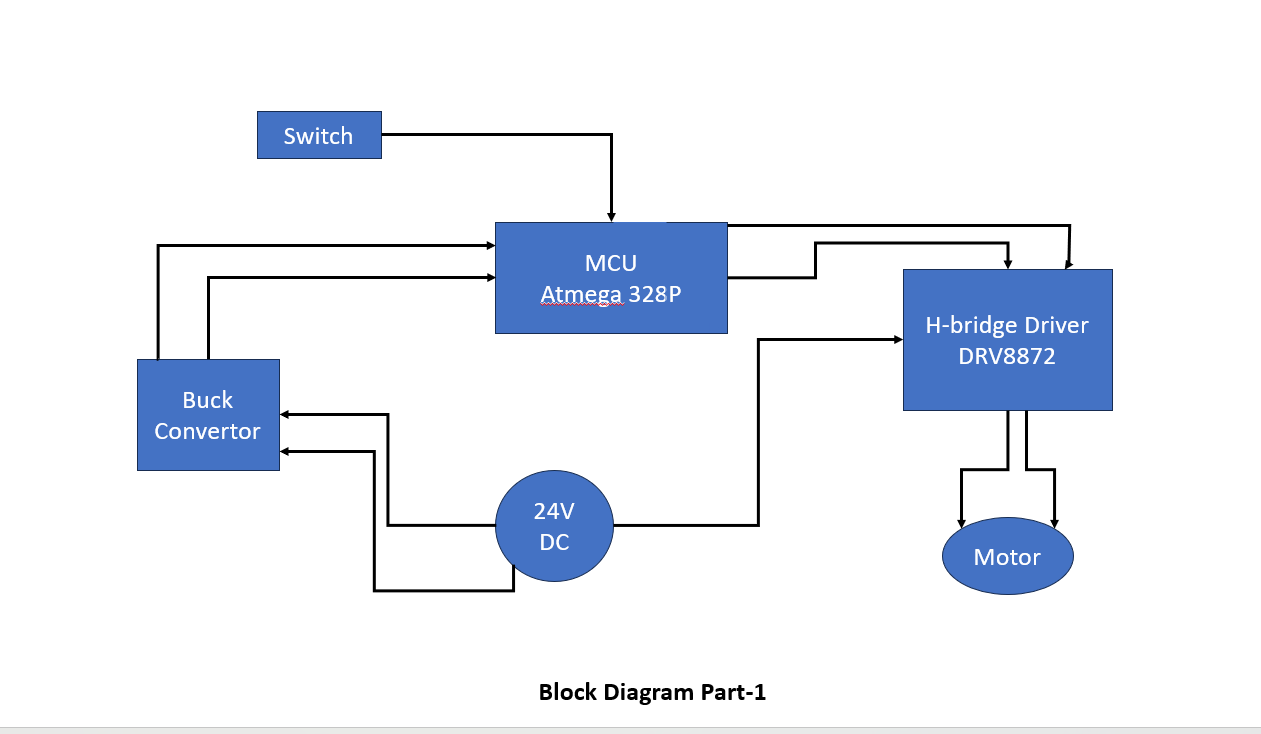 Switch
MCU
Atmega 328P
H-bridge Driver
DRV8872
Buck
Convertor
24V
DC
Motor
Block Diagram Part-1